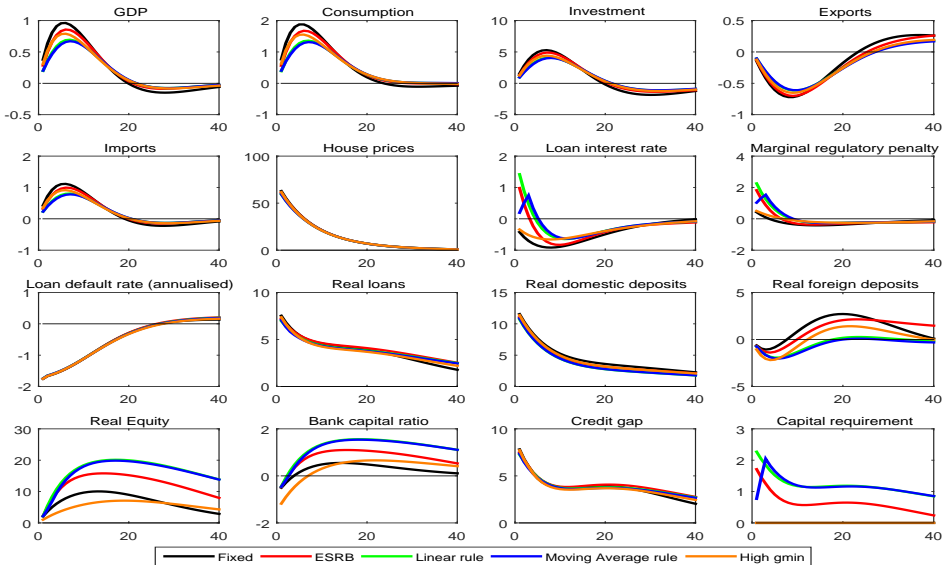 GDP
Consumption
Investment
Exports
1
0.5
0
-0.5
0 20 40
2
1
0
-1
0 20 40
10
5
0
-5
0 20 40
0.5
0
-0.5
-1
0 20 40
Imports
House prices
Loan interest rate
Marginal regulatory penalty
2
1
0
-1
0 20 40
100
50
0
0 20 40
2
1
0
-1
0 20 40
4
2
0
-2
0 20 40
Loan default rate (annualised)
Real loans
Real domestic deposits
Real foreign deposits
1
0
-1
-2
0 20 40
10
5
0
0 20 40
15
10
5
0
0 20 40
5
0
-5
0 20 40
Real Equity
Bank capital ratio
Credit gap
Capital requirement
30
20
10
0
0 20 40
2
1
0
-2
0 20 40
10
5
0
0 20 40
3
2
1
0
0 20 40
Fixed ESRB Linear rule Moving Average rule High gmin